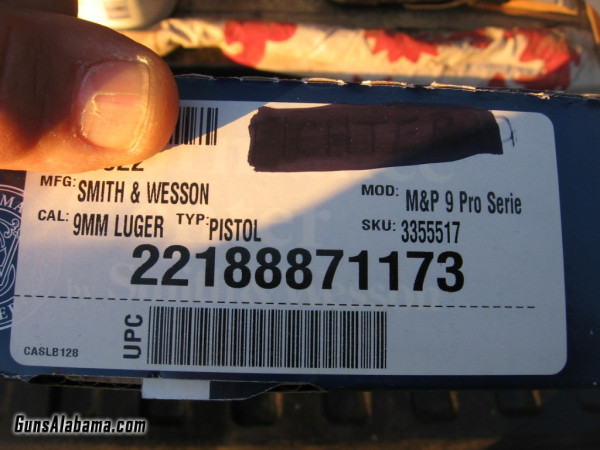 MFG: SMITH & WESSON
MOD: M&P 9 Pro Serie
CAL: 9MM LUGER TYP: PISTOL
SKU: 3355517
22188871173
UPC
CASLB128
GunsAlabama.com